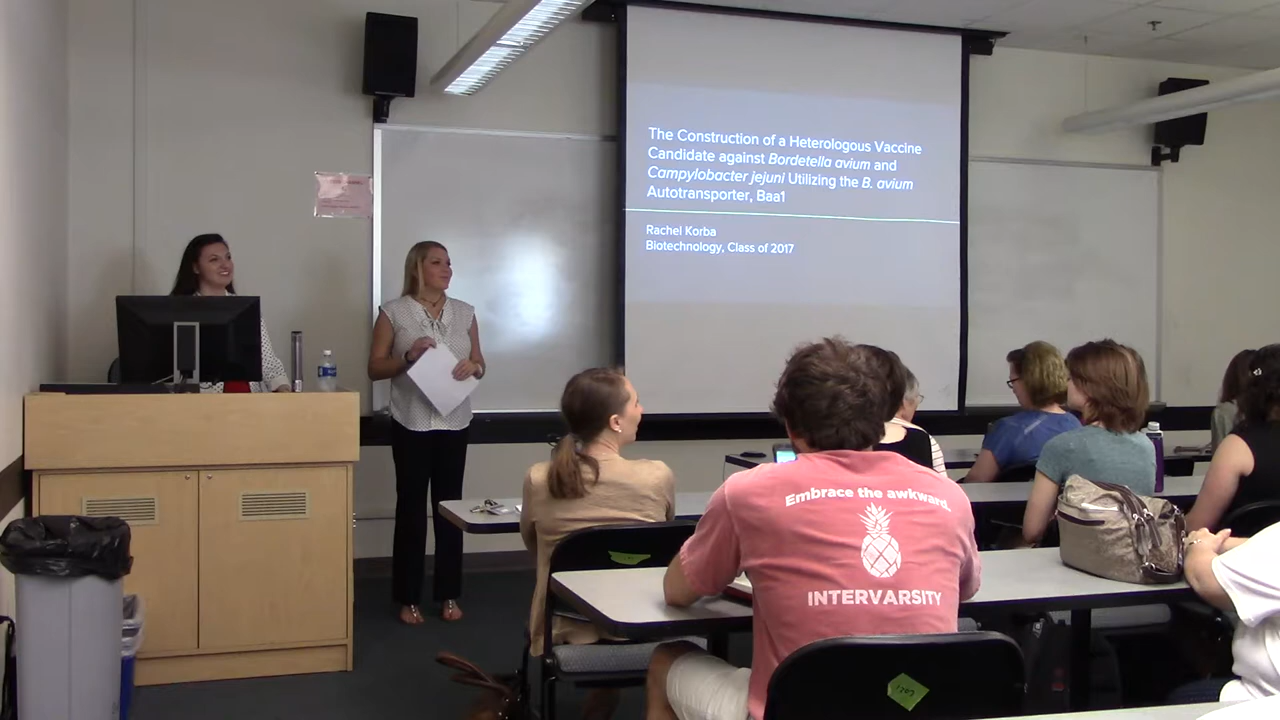 The Construction of a Heterologous Vaccine
Candidate against Bordetella avium and
Campylobacter jejuni Utilizing the B. avium
Autotransporter, Baa1
Rachel Korba
Biotechnology, Class of 2017
Embrace the awkward.
INTERVARSITY